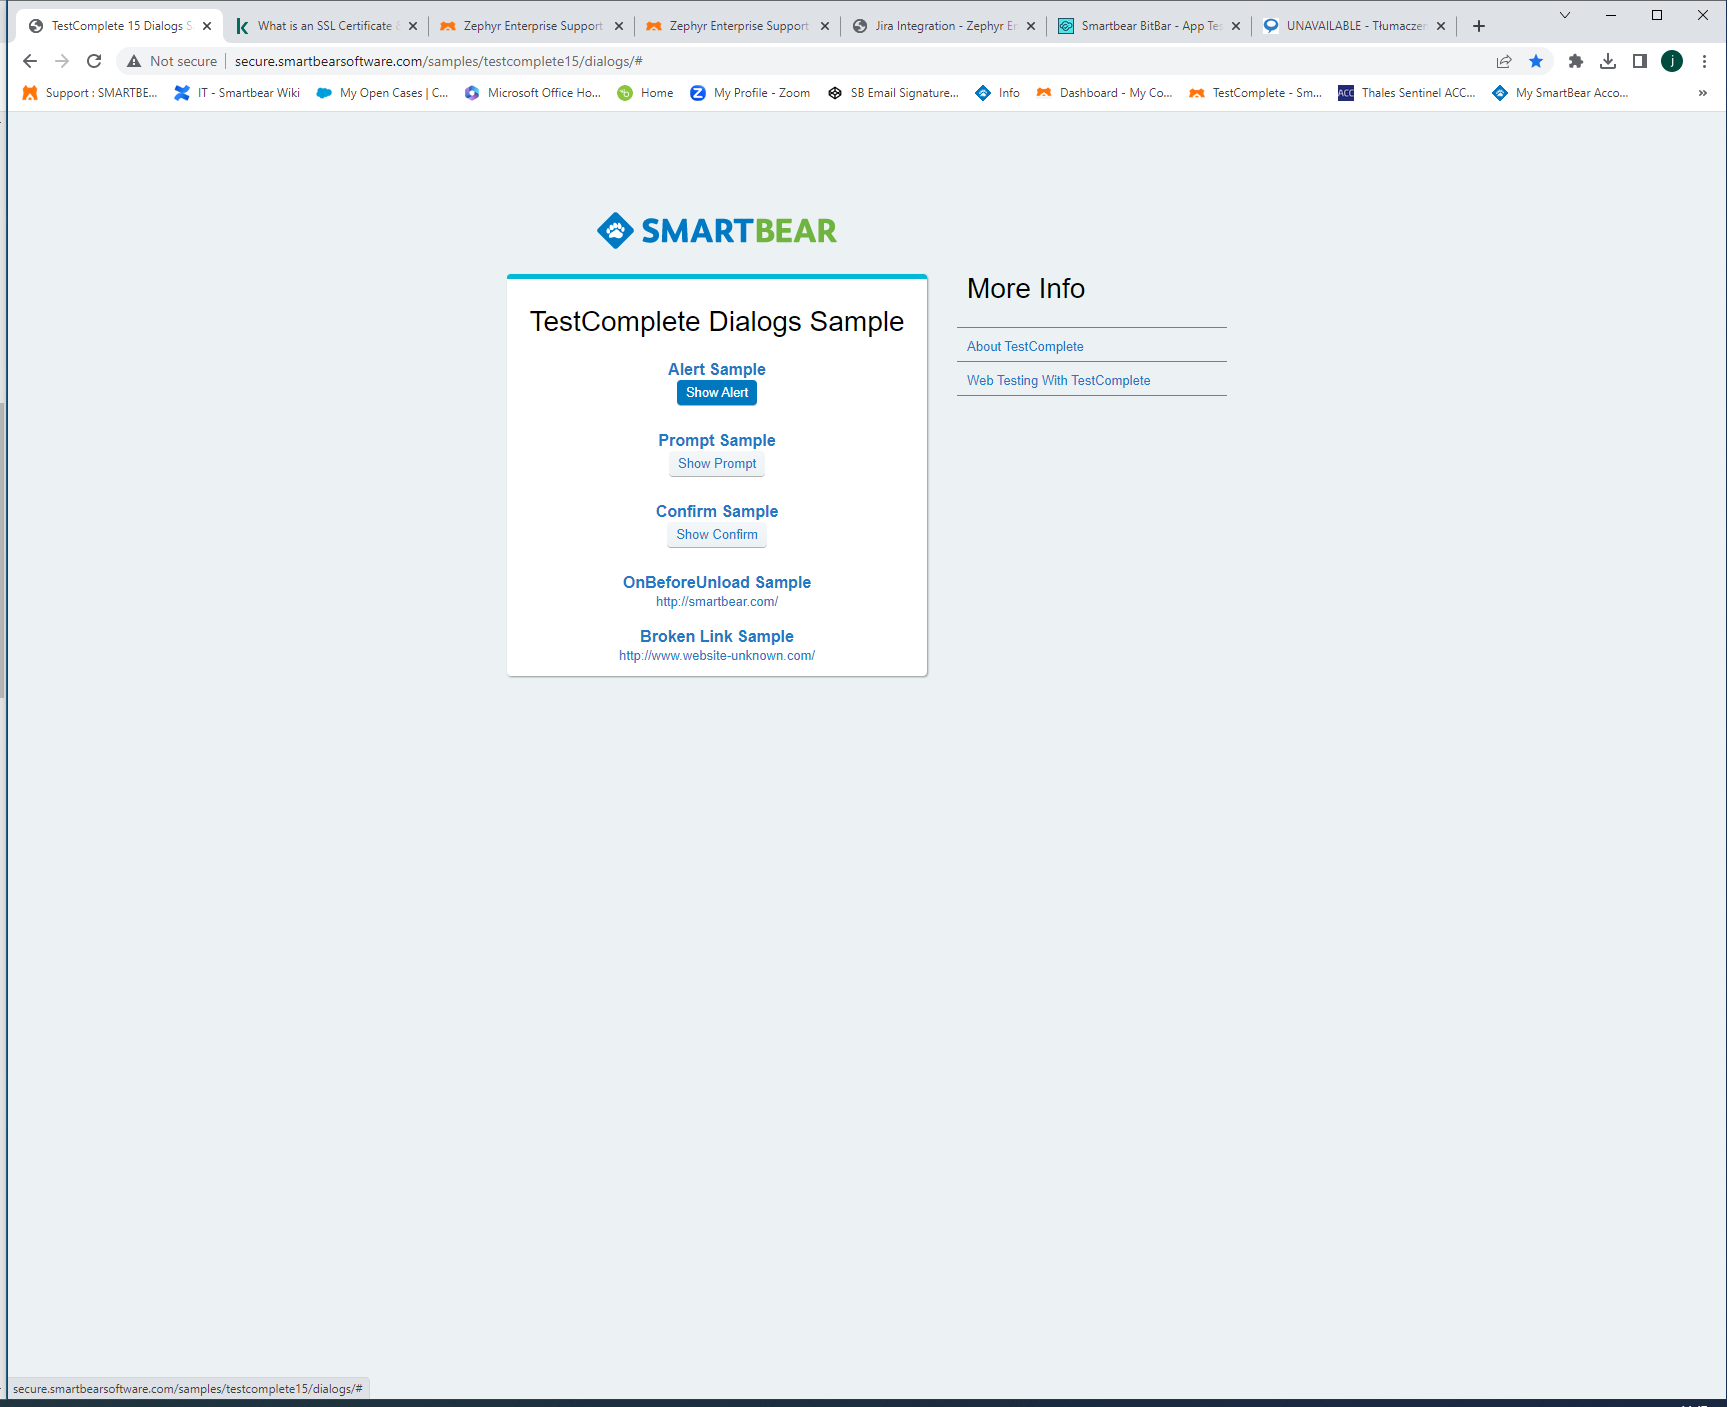 TestComplete 15 Dialogs S
What is an SSL Certificate &
Zephyr Enterprise Support
Zephyr Enterprise Support
Jira Integration - Zephyr En
Smartbear BitBar - App Tes
UNAVAILABLE - Tłumaczen
Not secure
secure.smartbearsoftware.com/samples/testcomplete15/dialogs/#
j
Support : SMARTBE...
IT - Smartbear Wiki
My Open Cases | C...
Microsoft Office Ho...
Home
My Profile - Zoom
SB Email Signature...
Info
Dashboard - My Co...
TestComplete - Sm...
ACC
Thales Sentinel ACC...
My SmartBear Acco...
»
SMARTBEAR
TestComplete Dialogs Sample
Alert Sample
Show Alert
Prompt Sample
Show Prompt
Confirm Sample
Show Confirm
OnBeforeUnload Sample
http://smartbear.com/
Broken Link Sample
http://www.website-unknown.com/
More Info
About TestComplete
Web Testing With TestComplete
secure.smartbearsoftware.com/samples/testcomplete15/dialogs/#